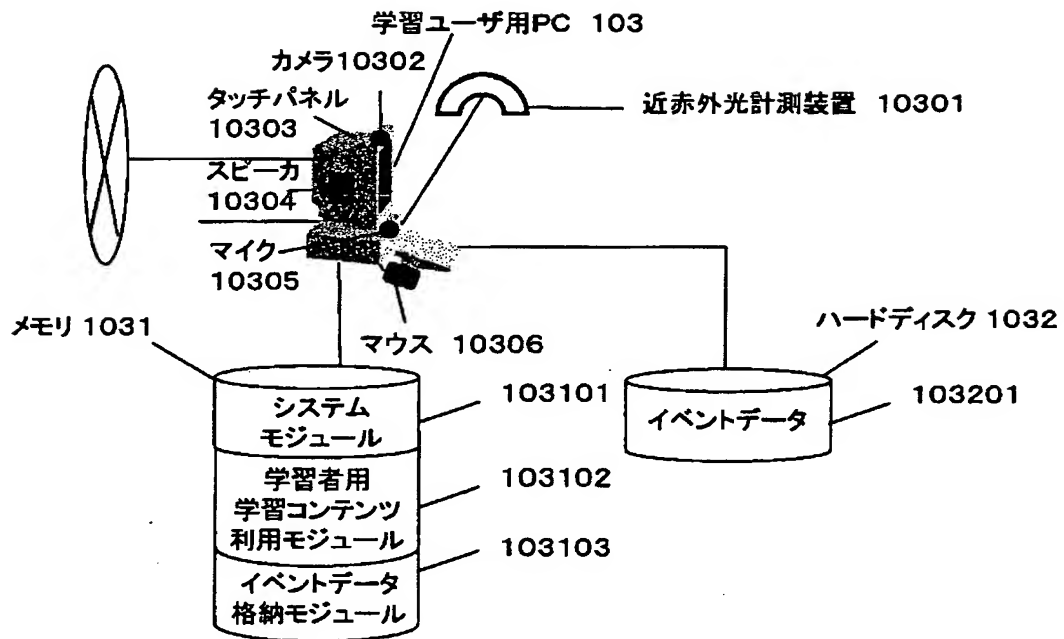 学習ユーザ用PC 103
カメラ10302
タッチパネル
10303
近赤外光計測装置 10301
スピーカ
10304
マイク
10305
マウス 10306
メモリ 1031
ハードディスク 1032
システム
モジュール
103101
イベントデータ
103201
学習者用
学習コンテンツ
利用モジュール
103102
イベントデータ
格納モジュール
103103